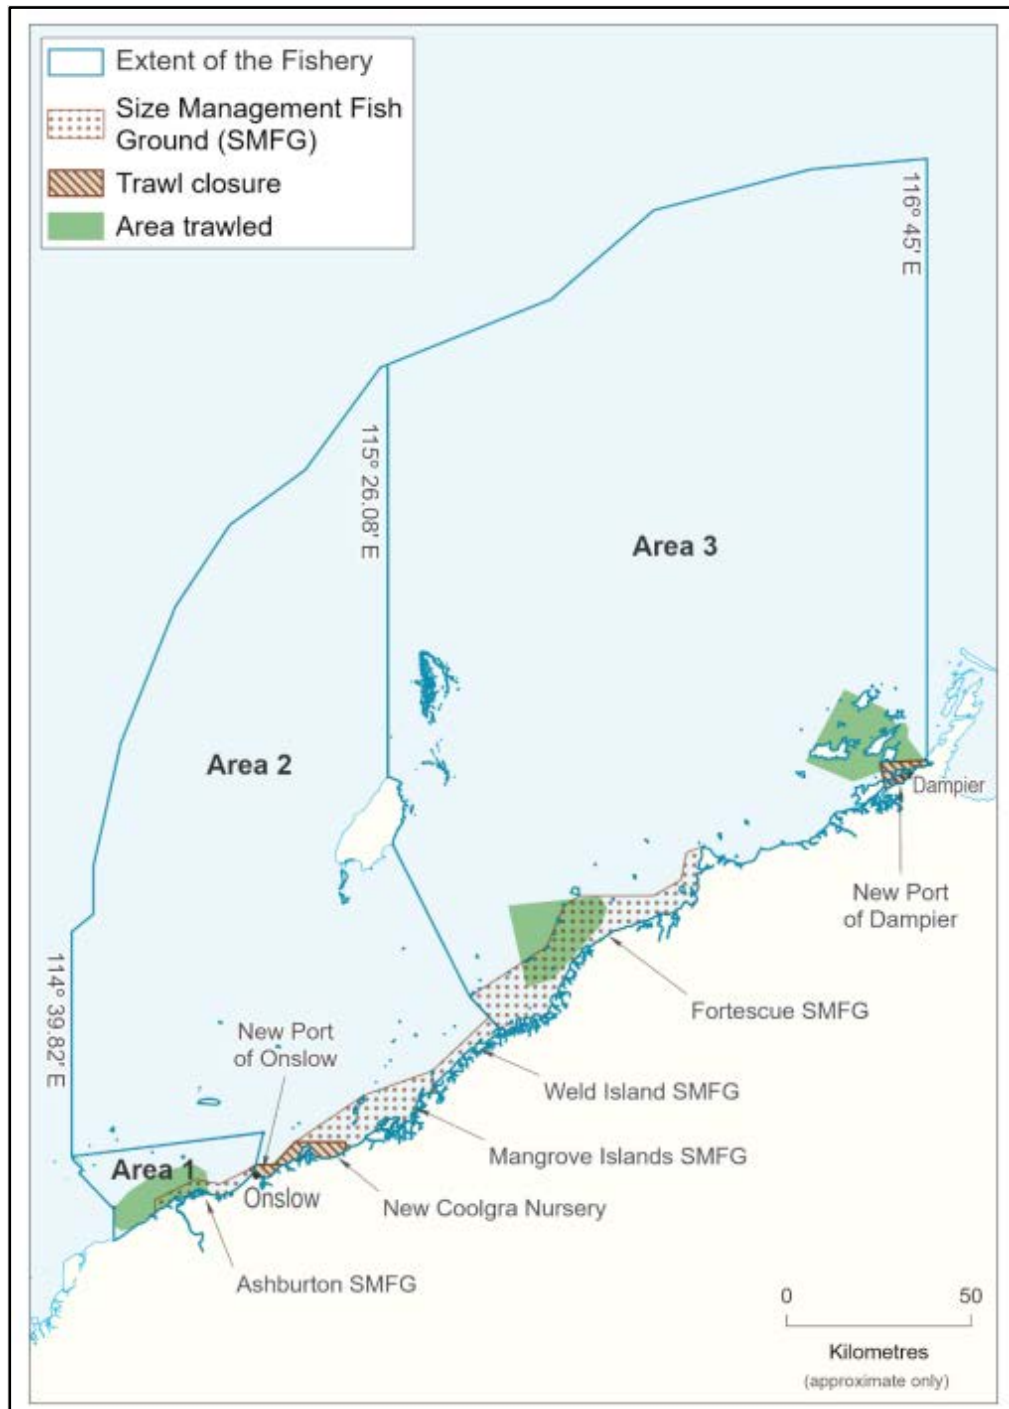 Extent of the Fishery
Size Management Fish
Ground (SMFG)
Trawl closure
Area trawled
116° 45' E
115° 26.08' E
Area 3
Area 2
Dampier
New Port
of Dampier
114° 39.82' E
Fortescue SMFG
New Port
of Onslow
Weld Island SMFG
Mangrove Islands SMFG
Area 1
Onslow
New Coolgra Nursery
Ashburton SMFG
0 50
Kilometres
(approximate only)